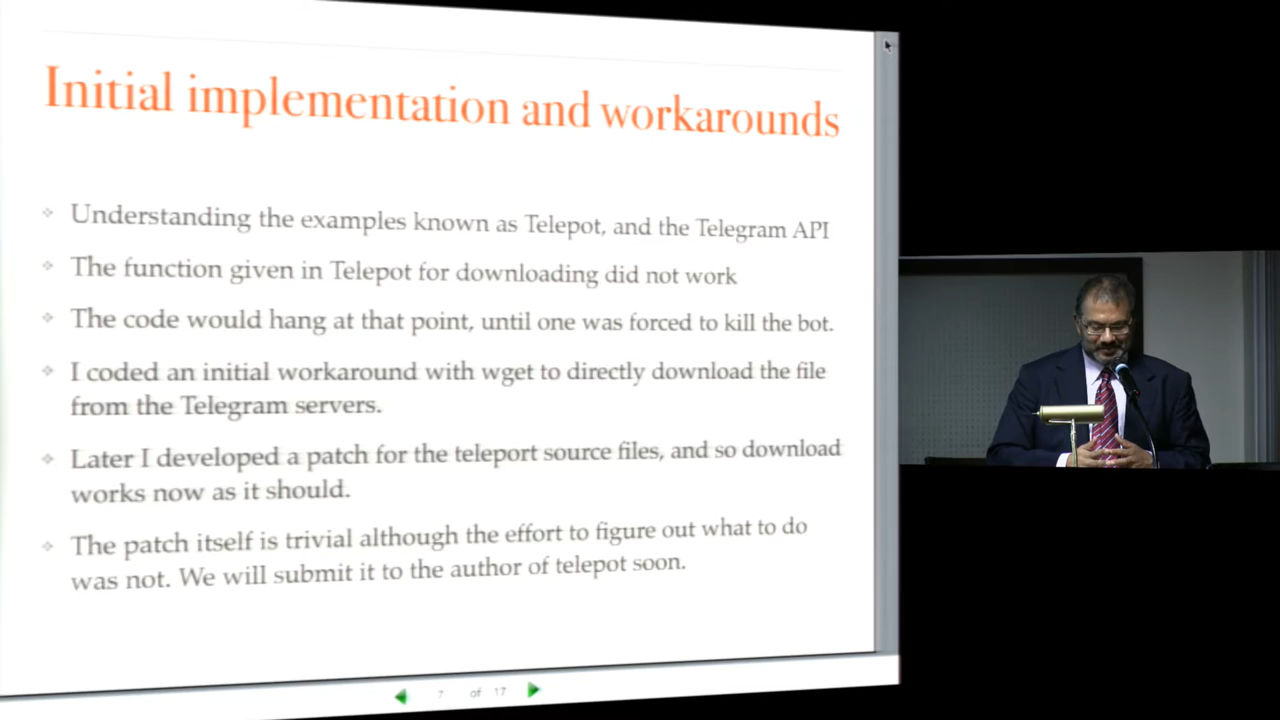 Initial implementation and workarounds
Understanding the examples known as Telepot, and the Telegram API
The function given in Telepot for downloading did not work
The code would hang at that point, until one was forced to kill the bot.
I coded an initial workaround with wget to directly download the file
from the Telegram servers.
Later I developed a patch for the teleport source files, and so download
works now as it should.
The patch itself is trivial although the effort to figure out what to do
was not. We will submit it to the author of telepot soon.
7 of 17